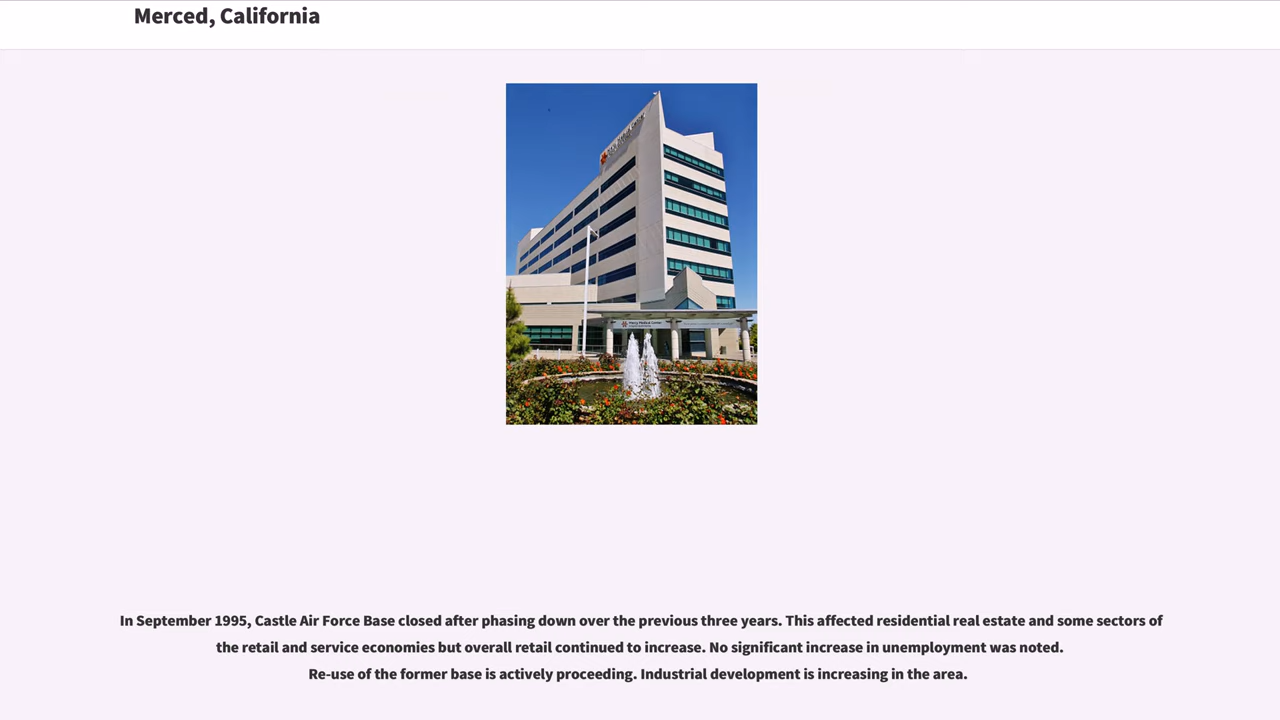 Merced, California
Mercy Medical Center
In September 1995, Castle Air Force Base closed after phasing down over the previous three years. This affected residential real estate and some sectors of
the retail and service economies but overall retail continued to increase. No significant increase in unemployment was noted.
Re-use of the former base is actively proceeding. Industrial development is increasing in the area.